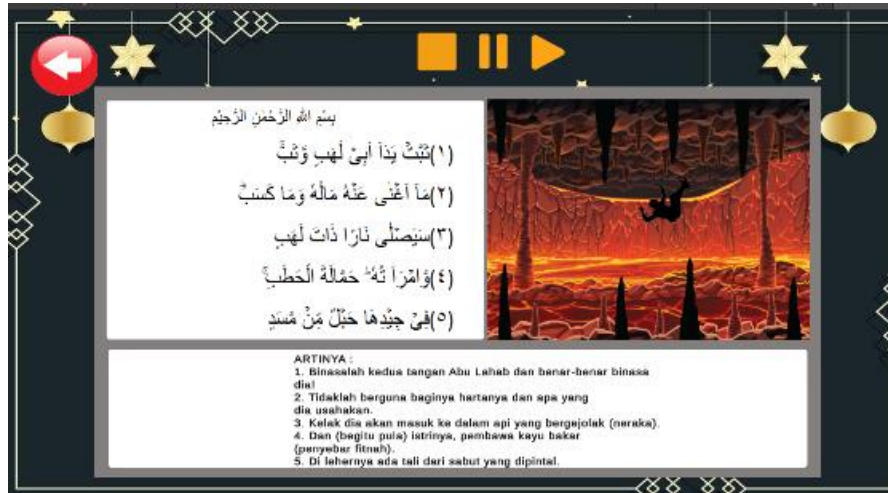 بِسْمِ اللهِ الرَّحْمٰنِ الرَّحِيْمِ
(١)تَبَّتْ يَدَآ اَبِيْ لَهَبٍ وَّتَبَّۗ
(٢)مَآ اَغْنٰى عَنْهُ مَالُهٗ وَمَا كَسَبَۗ
(٣)سَيَصْلٰى نَارًا ذَاتَ لَهَبٍ
(٤)وَّامْرَاَ تُهٗ ۗ حَمَّالَةَ الْحَطَبِۚ
(٥)فِيْ جِيْدِهَا حَبْلٌ مِّنْ مَّسَدٍ
ARTINYA :
1. Binasalah kedua tangan Abu Lahab dan benar-benar binasa
dia!
2. Tidaklah berguna baginya hartanya dan apa yang
dia usahakan.
3. Kelak dia akan masuk ke dalam api yang bergejolak (neraka).
4. Dan (begitu pula) istrinya, pembawa kayu bakar
(penyebar fitnah).
5. Di lehernya ada tali dari sabut yang dipintal.